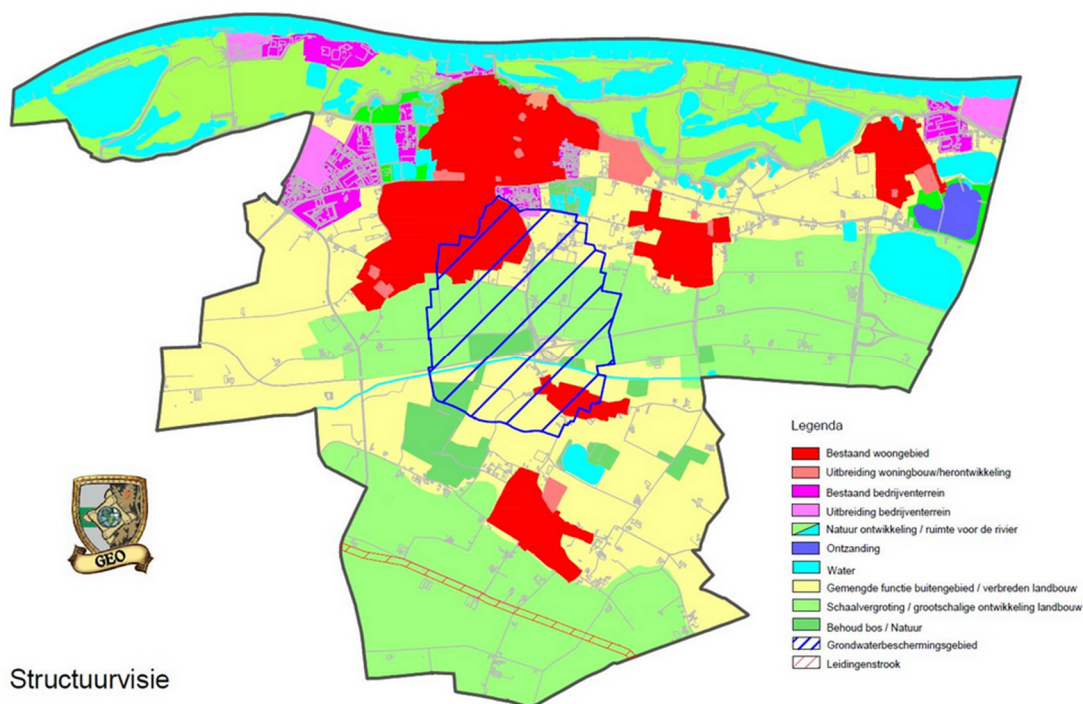 Legenda
Bestaand woongebied
Uitbreiding woningbouw/herontwikkeling
Bestaand bedrijventerrein
Uitbreiding bedrijventerrein
Natuur ontwikkeling / ruimte voor de rivier
Ontzanding
Water
Gemengde functie buitengebied / verbreden landbouw
Schaalvergroting / grootschalige ontwikkeling landbouw
Behoud bos / Natuur
Grondwaterbeschermingsgebied
Leidingenstrook
GEO
Structuurvisie